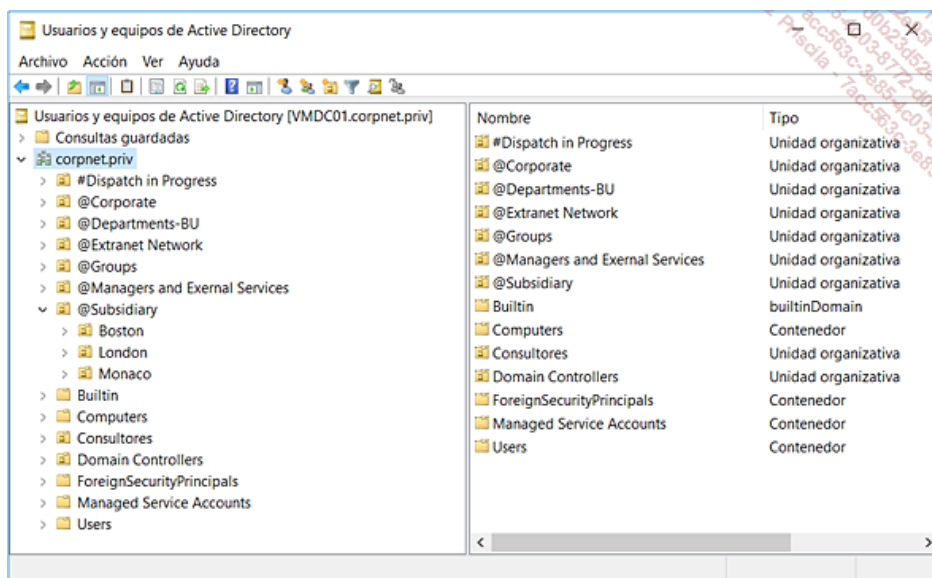 Usuarios y equipos de Active Directory
Archivo Acción Ver Ayuda
Usuarios y equipos de Active Directory [VMDC01.corpnet.priv]
Consultas guardadas
corpnet.priv
#Dispatch in Progress
@Corporate
@Departments-BU
@Extranet Network
@Groups
@Managers and Exernal Services
@Subsidiary
Boston
London
Monaco
Builtin
Computers
Consultores
Domain Controllers
ForeignSecurityPrincipals
Managed Service Accounts
Users
Nombre Tipo
#Dispatch in Progress Unidad organizativa
@Corporate Unidad organizativa
@Departments-BU Unidad organizativa
@Extranet Network Unidad organizativa
@Groups Unidad organizativa
@Managers and Exernal Services Unidad organizativa
@Subsidiary Unidad organizativa
Builtin builtinDomain
Computers Contenedor
Consultores Unidad organizativa
Domain Controllers Unidad organizativa
ForeignSecurityPrincipals Contenedor
Managed Service Accounts Contenedor
Users Contenedor